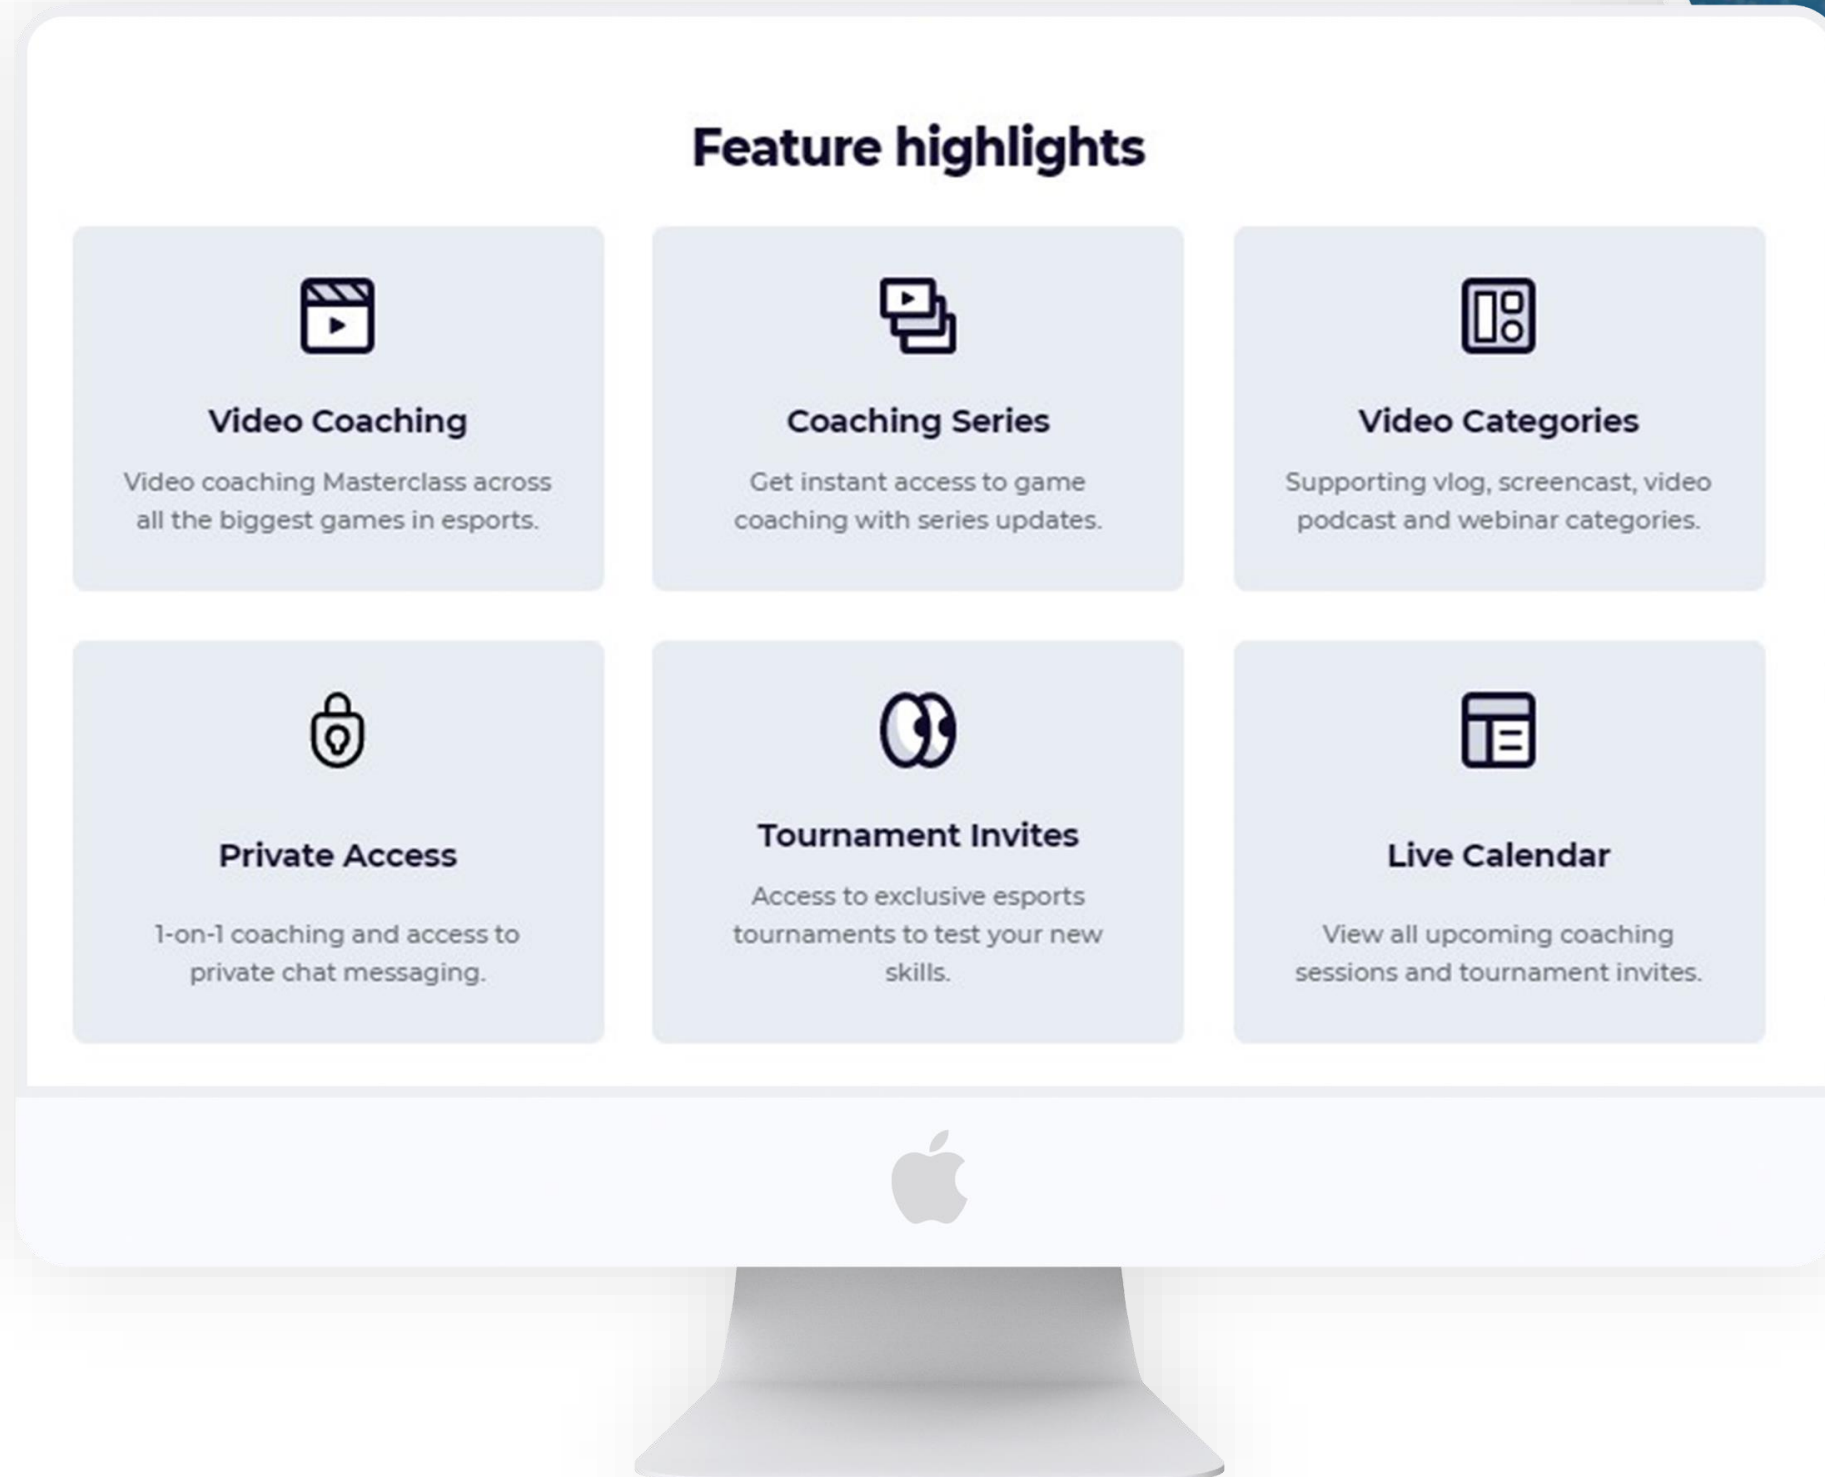 Feature highlights
Video Coaching
Video coaching Masterclass across
all the biggest games in esports.
Coaching Series
Get instant access to game
coaching with series updates.
Video Categories
Supporting vlog, screencast, video
podcast and webinar categories.
Private Access
1-on-1 coaching and access to
private chat messaging.
Tournament Invites
Access to exclusive esports
tournaments to test your new
skills.
Live Calendar
View all upcoming coaching
sessions and tournament invites.